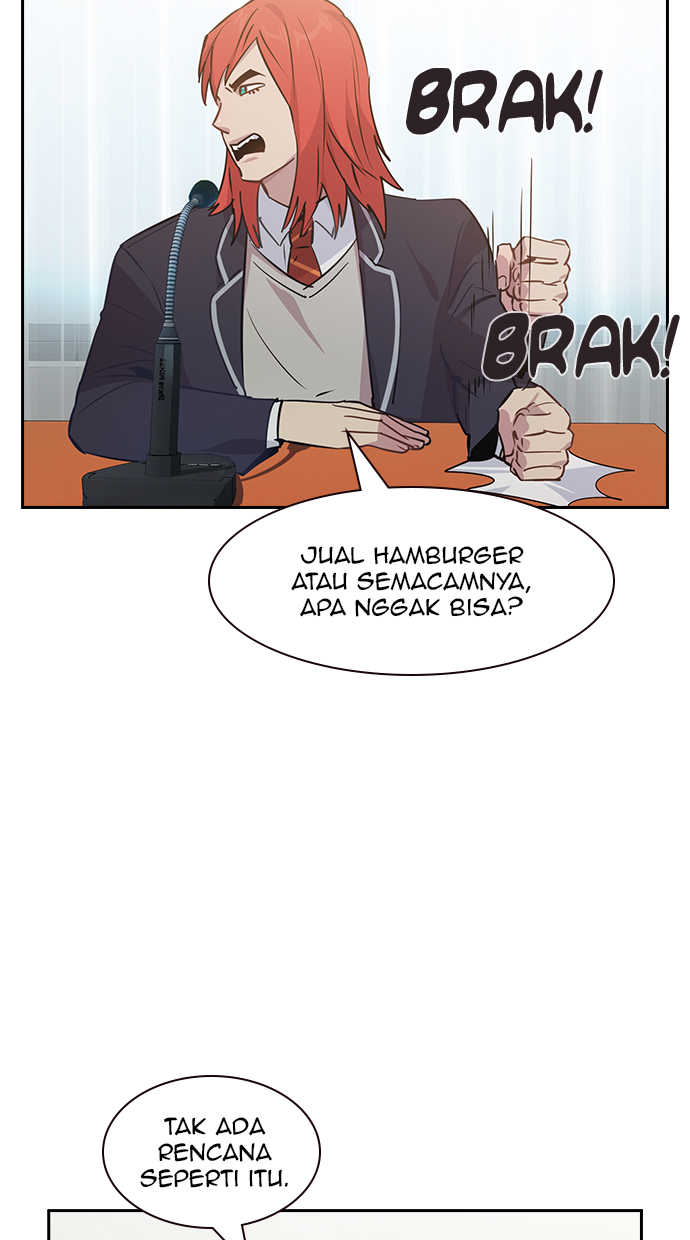 BRAK!
BRAK!
JUAL HAMBURGER
ATAU SEMACAMNYA,
APA NGGAK BISA?
TAK ADA
RENCANA
SEPERTI ITU.